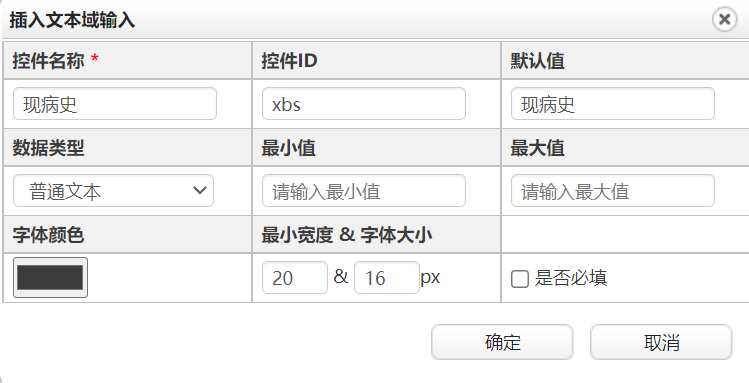 插入文本域输入
控件名称 * 控件ID 默认值
现病史 xbs 现病史
数据类型 最小值 最大值
普通文本 请输入最小值 请输入最大值
字体颜色 最小宽度 & 字体大小
20 & 16 px 是否必填
确定 取消